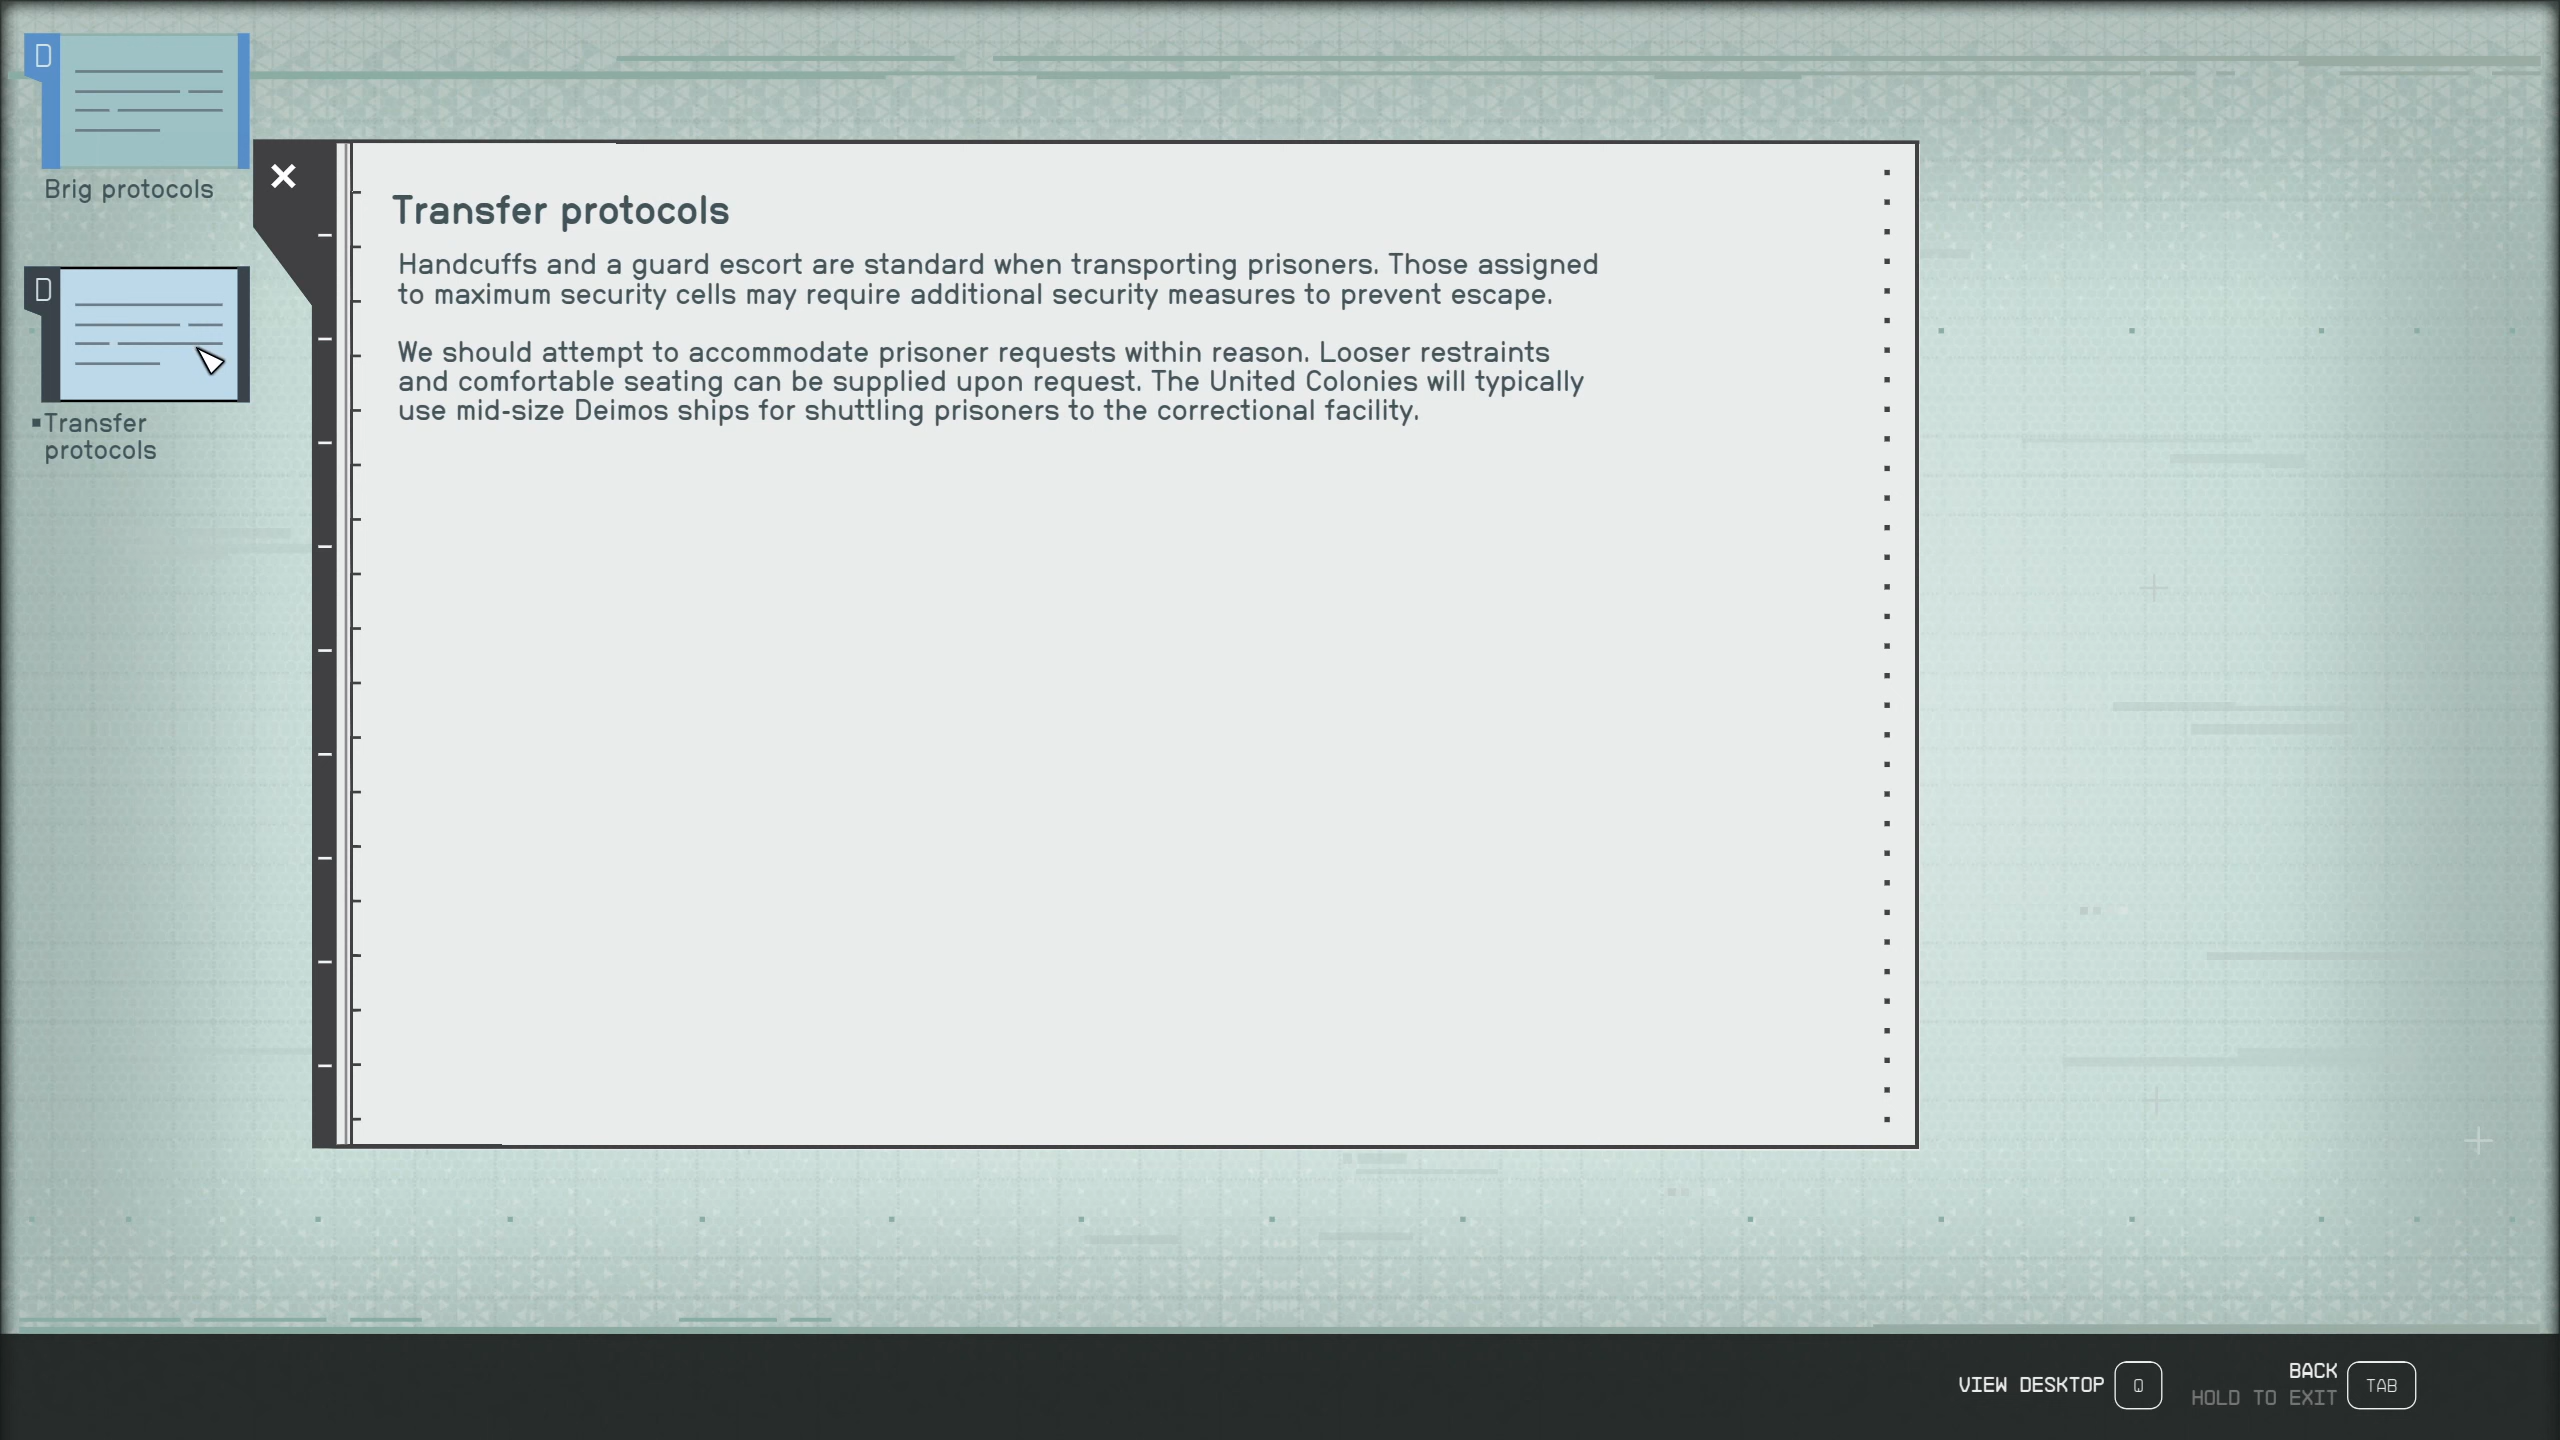 D
Brig protocols
D
Transfer
protocols
Transfer protocols
Handcuffs and a guard escort are standard when transporting prisoners. Those assigned
to maximum security cells may require additional security measures to prevent escape.
We should attempt to accommodate prisoner requests within reason. Looser restraints
and comfortable seating can be supplied upon request. The United Colonies will typically
use mid-size Deimos ships for shuttling prisoners to the correctional facility.
VIEW DESKTOP Q
BACK
HOLD TO EXIT TAB